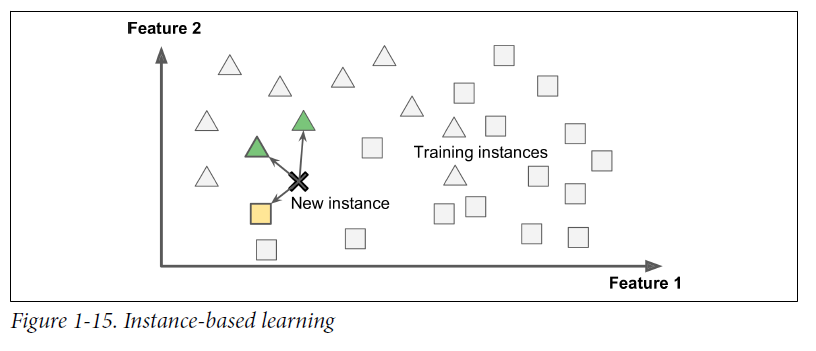 Feature 2
Training instances
New instance
Feature 1
Figure 1-15. Instance-based learning